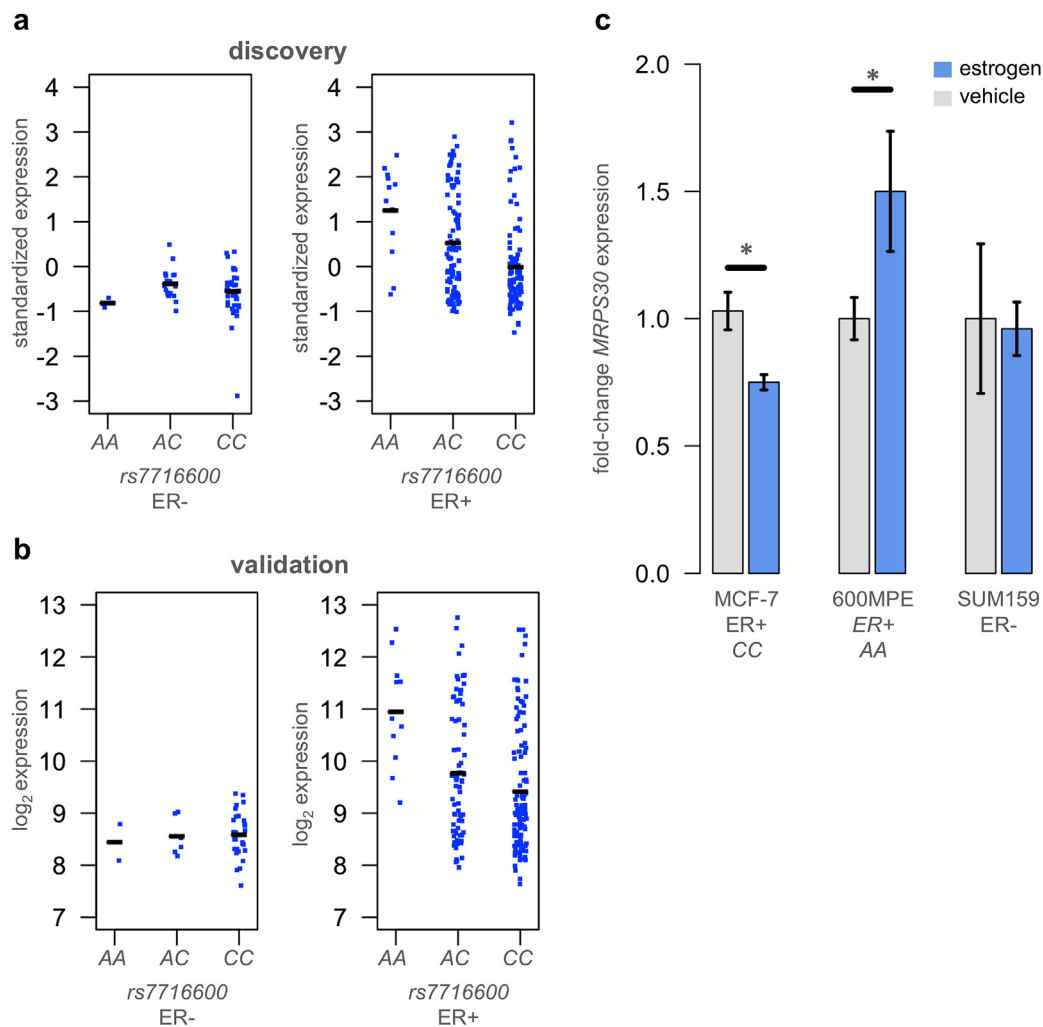 a
discovery
standardized expression
4
3
2
1
0
-1
-2
-3
AA AC CC
rs7716600
ER-
standardized expression
4
3
2
1
0
-1
-2
-3
AA AC CC
rs7716600
ER+
b
validation
log2 expression
13
12
11
10
9
8
7
AA AC CC
rs7716600
ER-
log2 expression
13
12
11
10
9
8
7
AA AC CC
rs7716600
ER+
c
estrogen
vehicle
fold-change MRPS30 expression
2.0
1.5
1.0
0.5
0.0
*
*
MCF-7
ER+
CC
600MPE
ER+
AA
SUM159
ER-